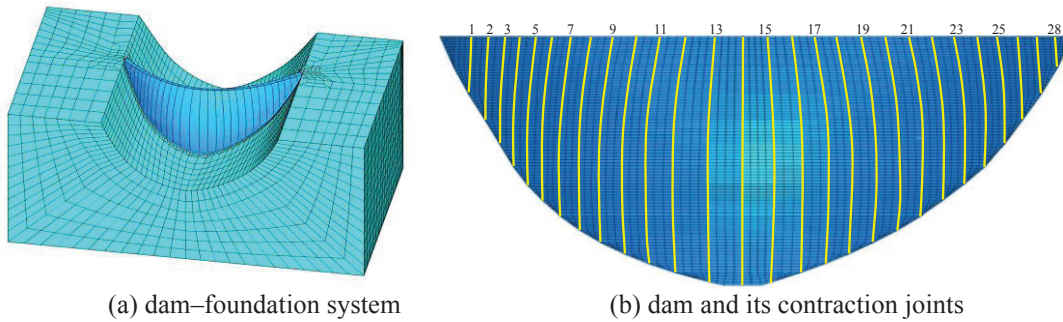 1 2 3 5 7 9 11 13 15 17 19 21 23 25 28
(a) dam–foundation system
(b) dam and its contraction joints